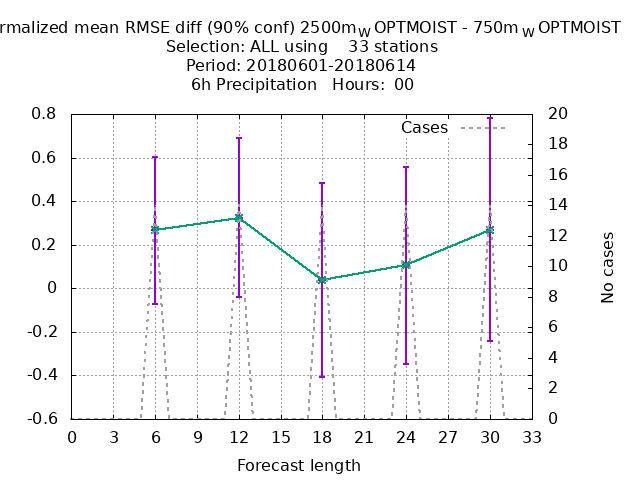 rmalized mean RMSE diff (90% conf) 2500m W OPTMOIST - 750m W OPTMOIST
Selection: ALL using 33 stations
Period: 20180601-20180614
6h Precipitation Hours: 00
Cases
0.8
0.6
0.4
0.2
0
-0.2
-0.4
-0.6
20
18
16
14
12
10
8
6
4
2
0
No cases
0 3 6 9 12 15 18 21 24 27 30 33
Forecast length